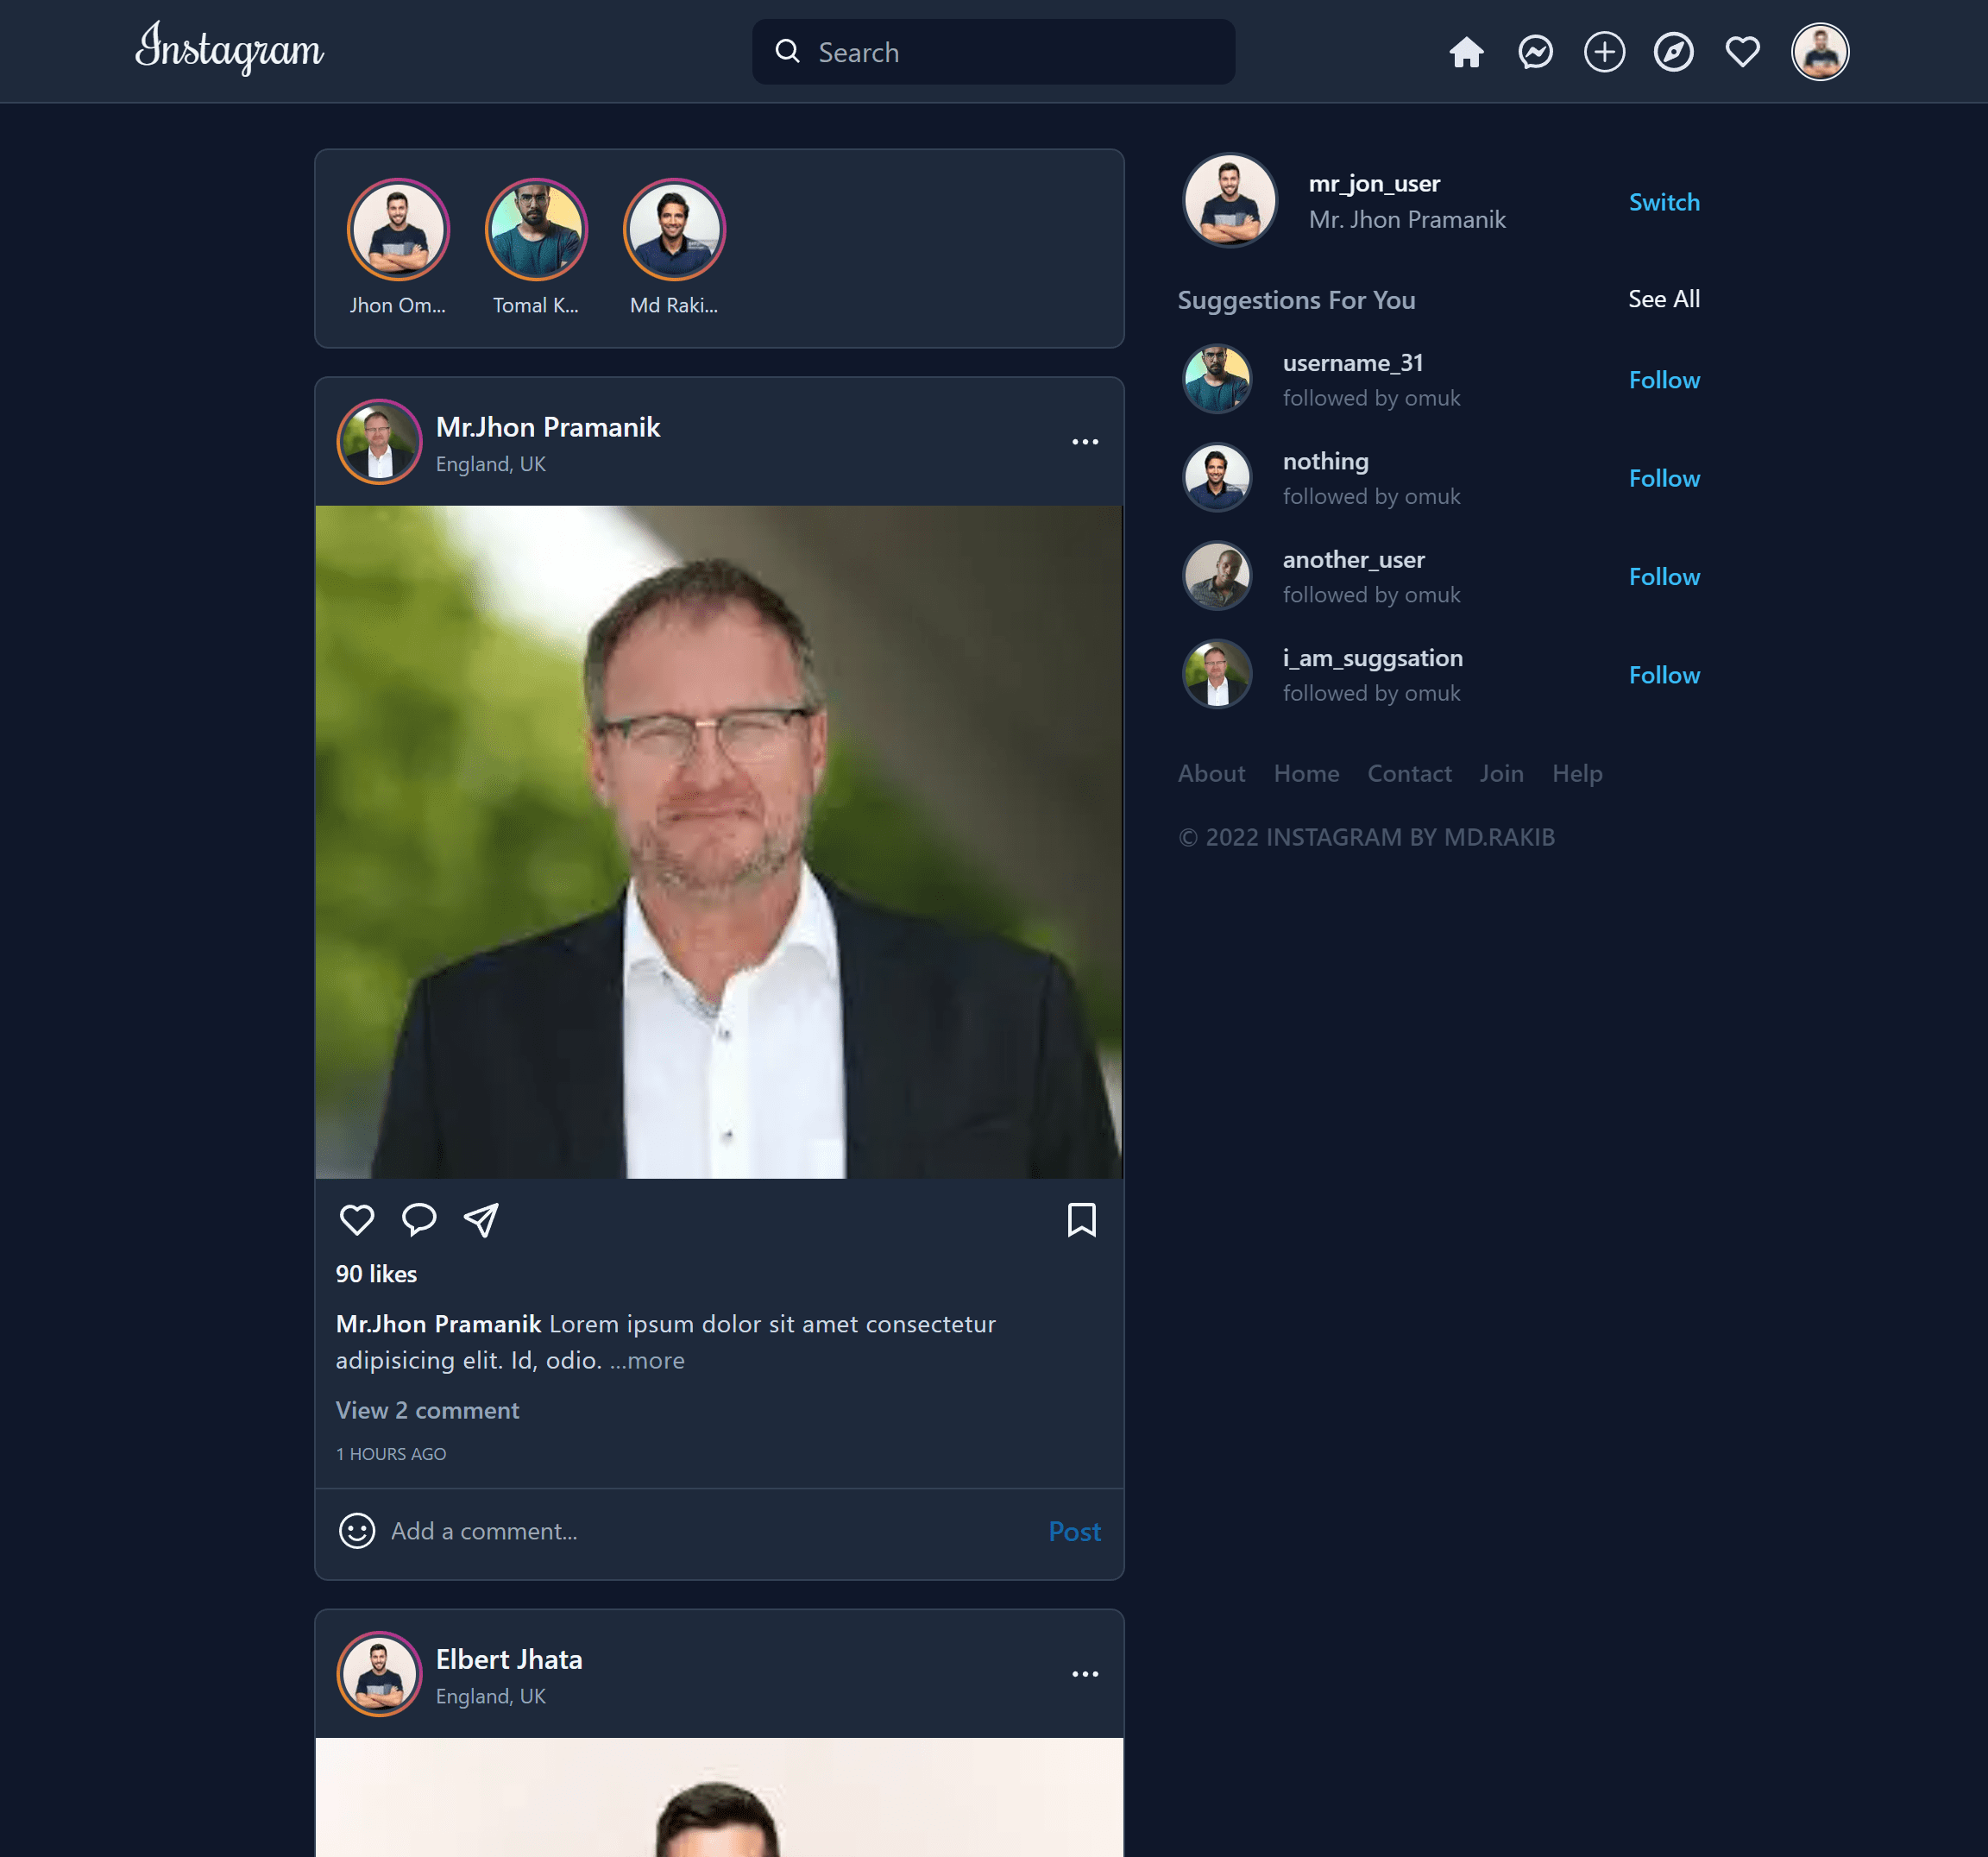 Instagram
Search
Jhon Om...
Tomal K...
Md Raki...
mr_jon_user
Mr. Jhon Pramanik
Switch
Suggestions For You
See All
username_31
followed by omuk
Follow
nothing
followed by omuk
Follow
another_user
followed by omuk
Follow
i_am_suggsation
followed by omuk
Follow
About Home Contact Join Help
© 2022 INSTAGRAM BY MD.RAKIB
Mr.Jhon Pramanik
England, UK
90 likes
Mr.Jhon Pramanik Lorem ipsum dolor sit amet consectetur
adipisicing elit. Id, odio. ...more
View 2 comment
1 HOURS AGO
Add a comment...
Post
Elbert Jhata
England, UK